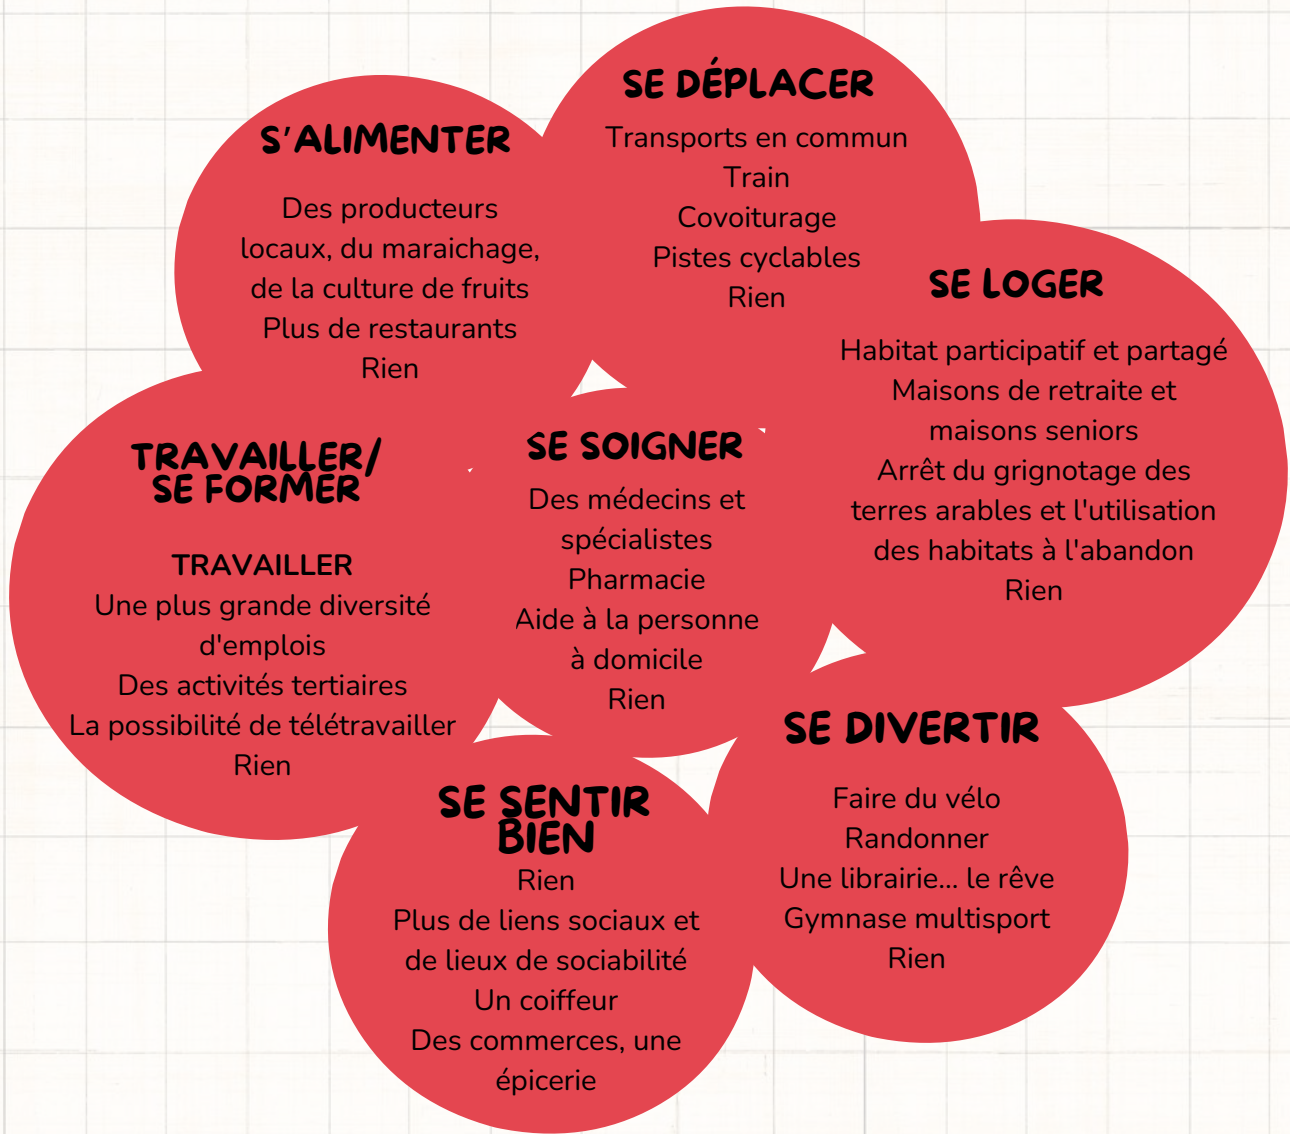 S'ALIMENTER
Des producteurs
locaux, du maraichage,
de la culture de fruits
Plus de restaurants
Rien
SE DÉPLACER
Transports en commun
Train
Covoiturage
Pistes cyclables
Rien
SE LOGER
Habitat participatif et partagé
Maisons de retraite et
maisons seniors
Arrêt du grignotage des
terres arables et l'utilisation
des habitats à l'abandon
Rien
TRAVAILLER/
SE FORMER
TRAVAILLER
Une plus grande diversité
d'emplois
Des activités tertiaires
La possibilité de télétravailler
Rien
SE SOIGNER
Des médecins et
spécialistes
Pharmacie
Aide à la personne
à domicile
Rien
SE SENTIR
BIEN
Rien
Plus de liens sociaux et
de lieux de sociabilité
Un coiffeur
Des commerces, une
épicerie
SE DIVERTIR
Faire du vélo
Randonner
Une librairie... le rêve
Gymnase multisport
Rien